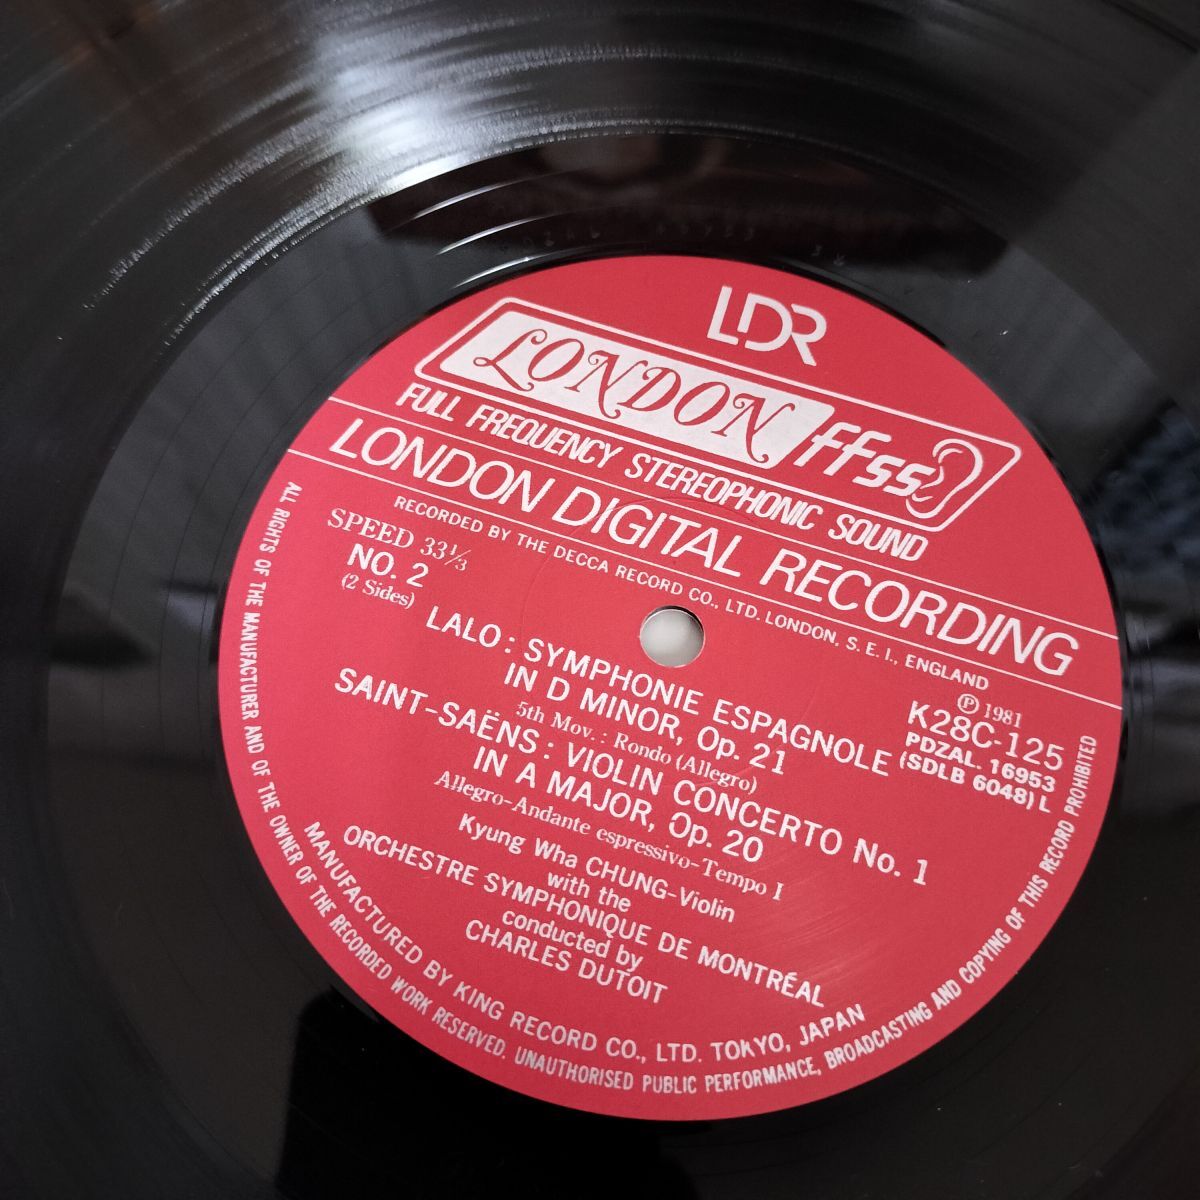 LDR
LONDON ffss
FULL FREQUENCY STEREOPHONIC SOUND
LONDON DIGITAL RECORDING
RECORDED BY THE DECCA RECORD CO., LTD. LONDON, S. E. I., ENGLAND
SPEED 33⅓
NO. 2
(2 Sides)
Ⓟ 1981
K28C-125
PDZAL. 16953
(SDLB 6048) L
LALO : SYMPHONIE ESPAGNOLE
IN D MINOR, Op. 21
5th Mov. : Rondo (Allegro)
SAINT-SAËNS : VIOLIN CONCERTO No. 1
IN A MAJOR, Op. 20
Allegro-Andante espressivo-Tempo I
Kyung Wha CHUNG-Violin
with the
ORCHESTRE SYMPHONIQUE DE MONTRÉAL
conducted by
CHARLES DUTOIT
MANUFACTURED BY KING RECORD CO., LTD. TOKYO, JAPAN
ALL RIGHTS OF THE MANUFACTURER AND OF THE OWNER OF THE RECORDED WORK RESERVED. UNAUTHORISED PUBLIC PERFORMANCE, BROADCASTING AND COPYING OF THIS RECORD PROHIBITED